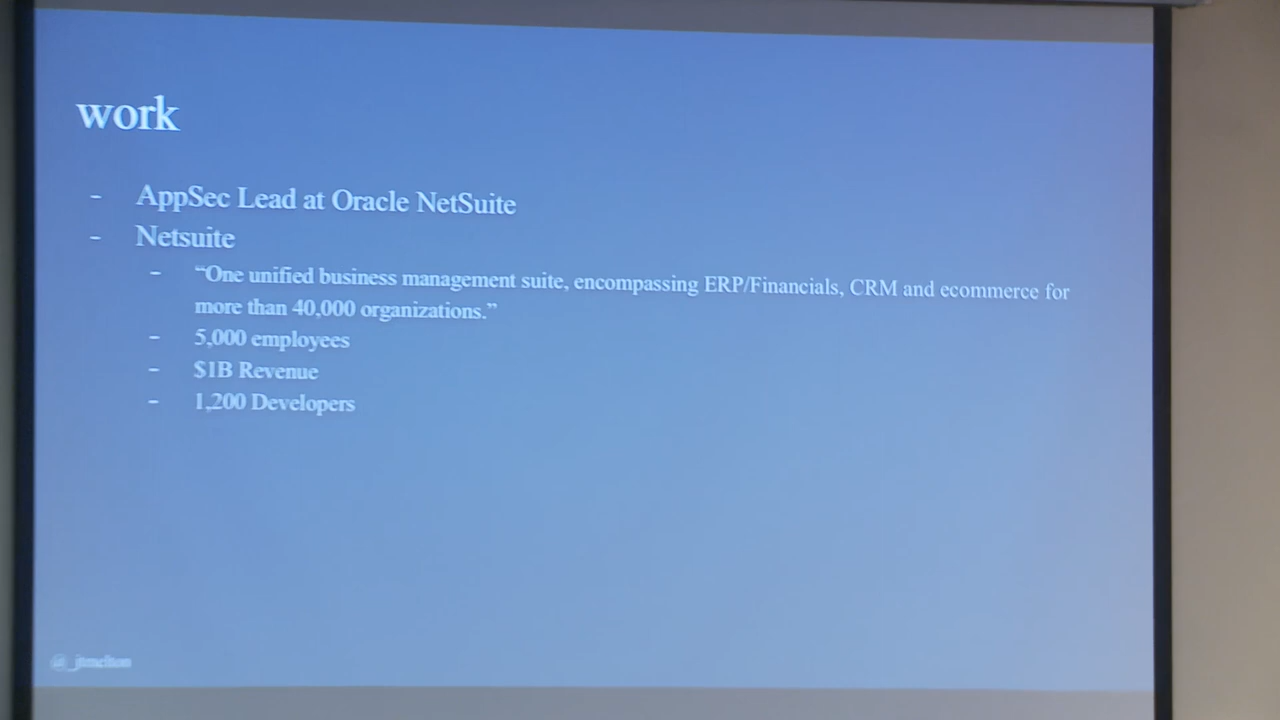 work
- AppSec Lead at Oracle NetSuite
- Netsuite
- “One unified business management suite, encompassing ERP/Financials, CRM and ecommerce for
more than 40,000 organizations.”
- 5,000 employees
- $1B Revenue
- 1,200 Developers
@_jtmelton